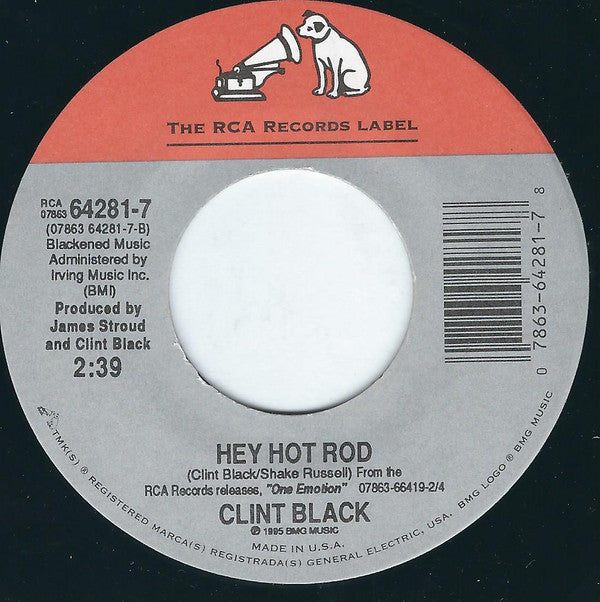 THE RCA RECORDS LABEL
RCA
07863 64281-7
(07863 64281-7-B)
Blackened Music
Administered by
Irving Music Inc.
(BMI)
Produced by
James Stroud
and Clint Black
2:39
0 7863-64281-7 8
HEY HOT ROD
(Clint Black/Shake Russell) From the
RCA Records releases, "One Emotion" 07863-66419-2/4
CLINT BLACK
℗ 1995 BMG MUSIC
MADE IN U.S.A.
TMK(S) ® REGISTERED MARCA(S) REGISTRADA(S) GENERAL ELECTRIC, USA. BMG LOGO ® BMG MUSIC